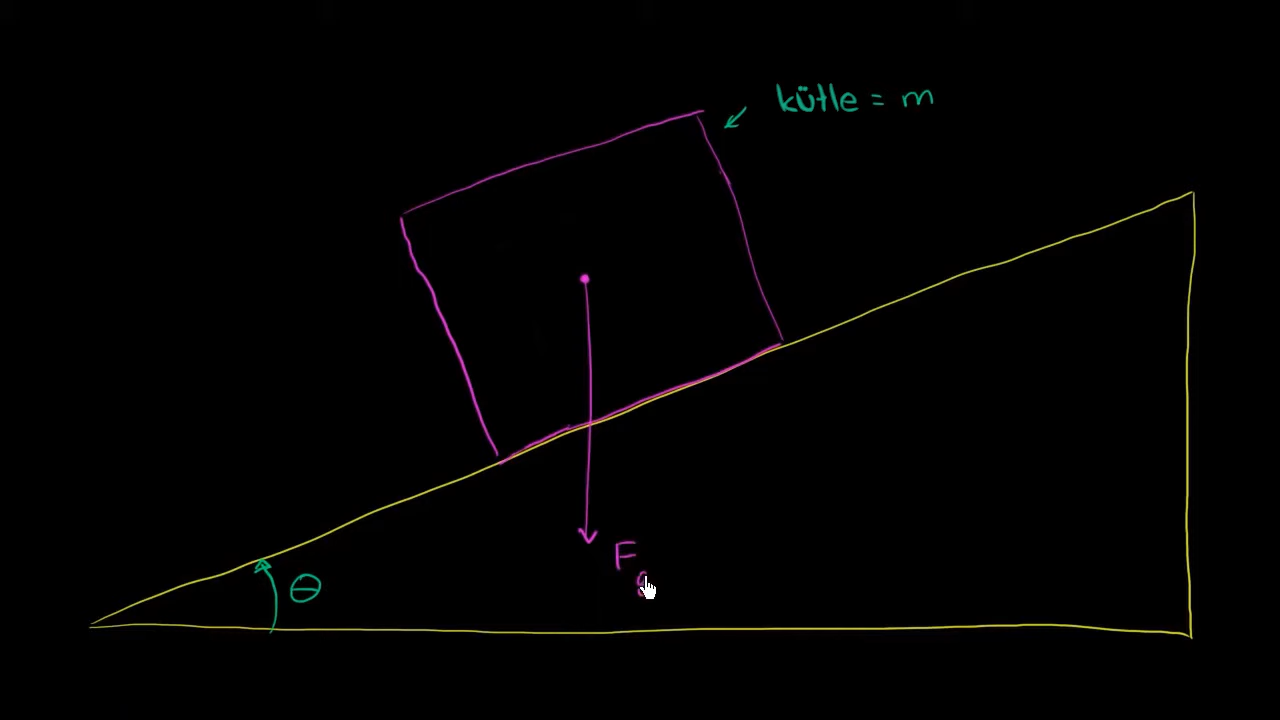 kütle = m
F
θ